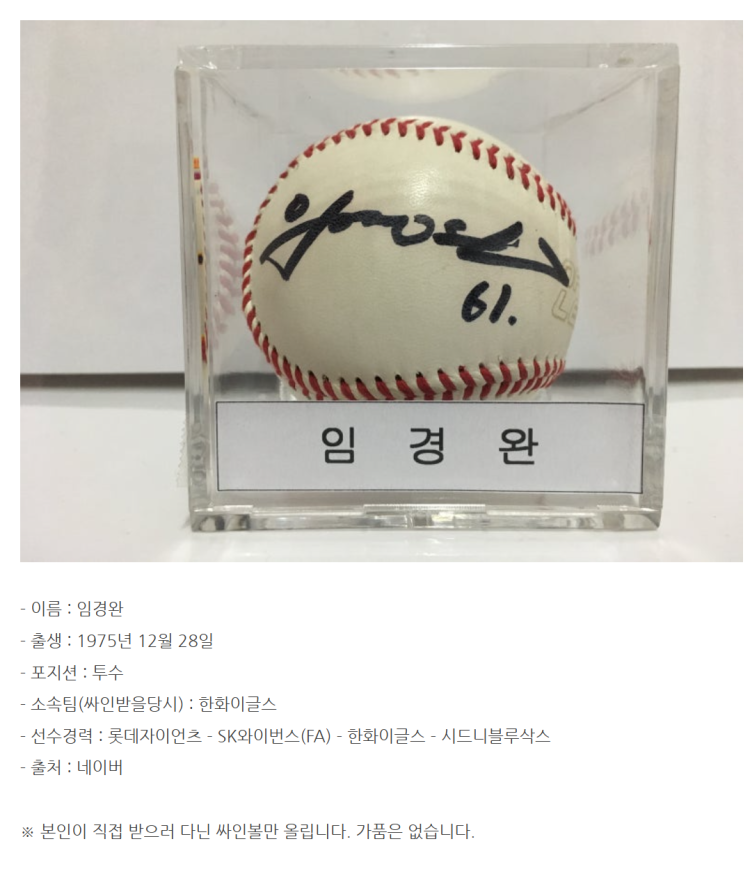 61.
임 경 완
- 이름 : 임경완
- 출생 : 1975년 12월 28일
- 포지션 : 투수
- 소속팀(싸인받을당시) : 한화이글스
- 선수경력 : 롯데자이언츠 - SK와이번스(FA) - 한화이글스 - 시드니블루삭스
- 출처 : 네이버
※ 본인이 직접 받으러 다닌 싸인볼만 올립니다. 가품은 없습니다.